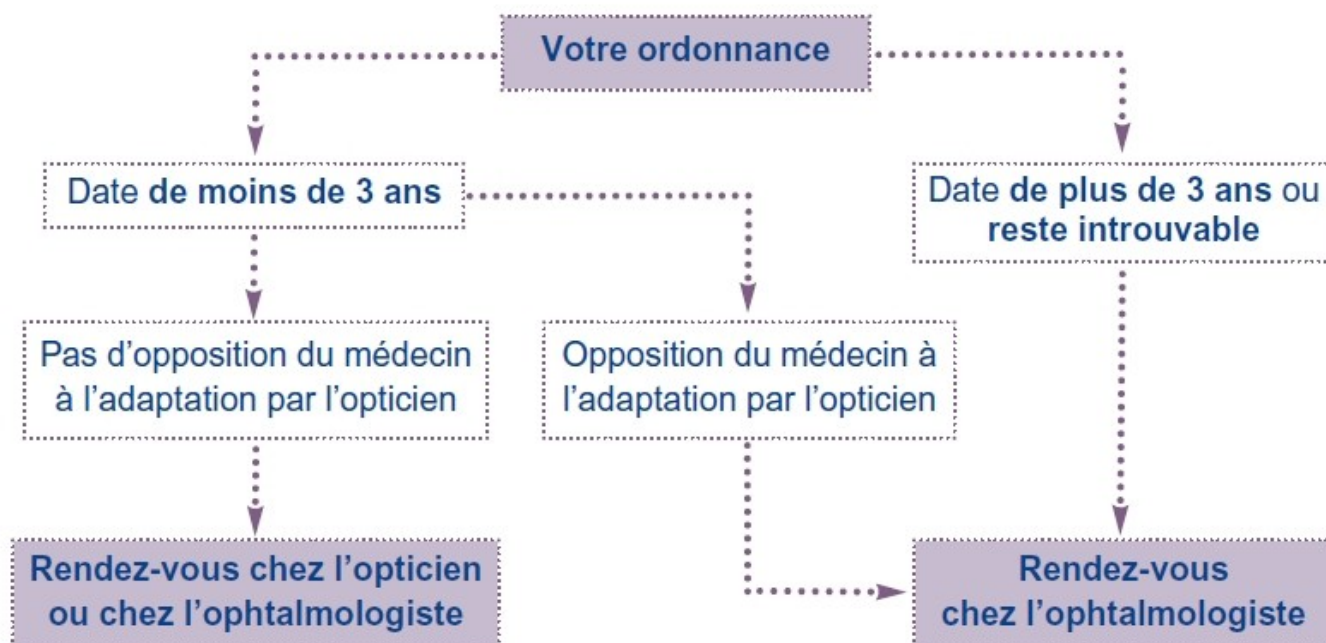 Votre ordonnance
Date de moins de 3 ans
Date de plus de 3 ans ou
reste introuvable
Pas d’opposition du médecin
à l’adaptation par l’opticien
Opposition du médecin à
l’adaptation par l’opticien
Rendez-vous chez l’opticien
ou chez l’ophtalmologiste
Rendez-vous
chez l’ophtalmologiste